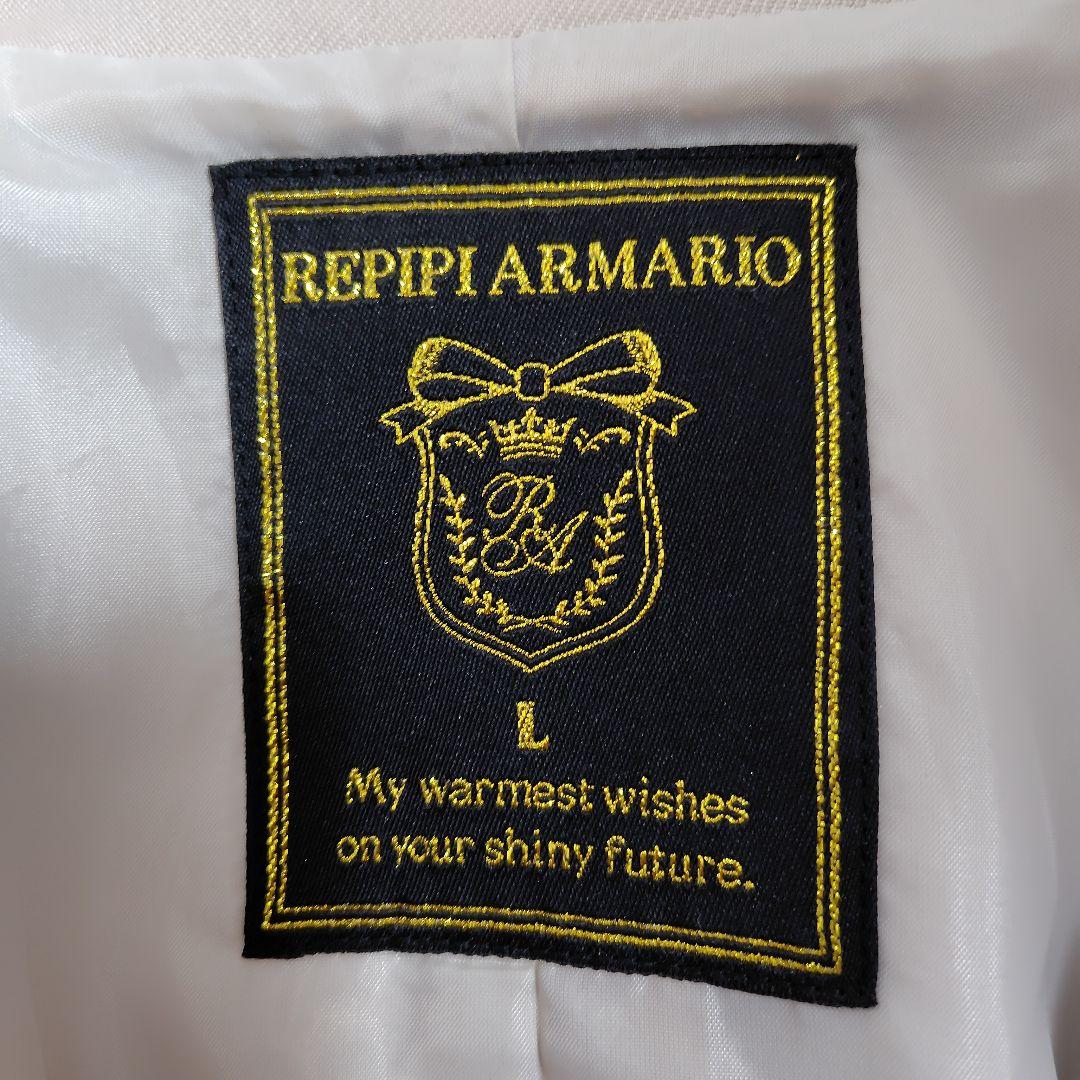 REPIPI ARMARIO
RA
L
My warmest wishes
on your shiny future.